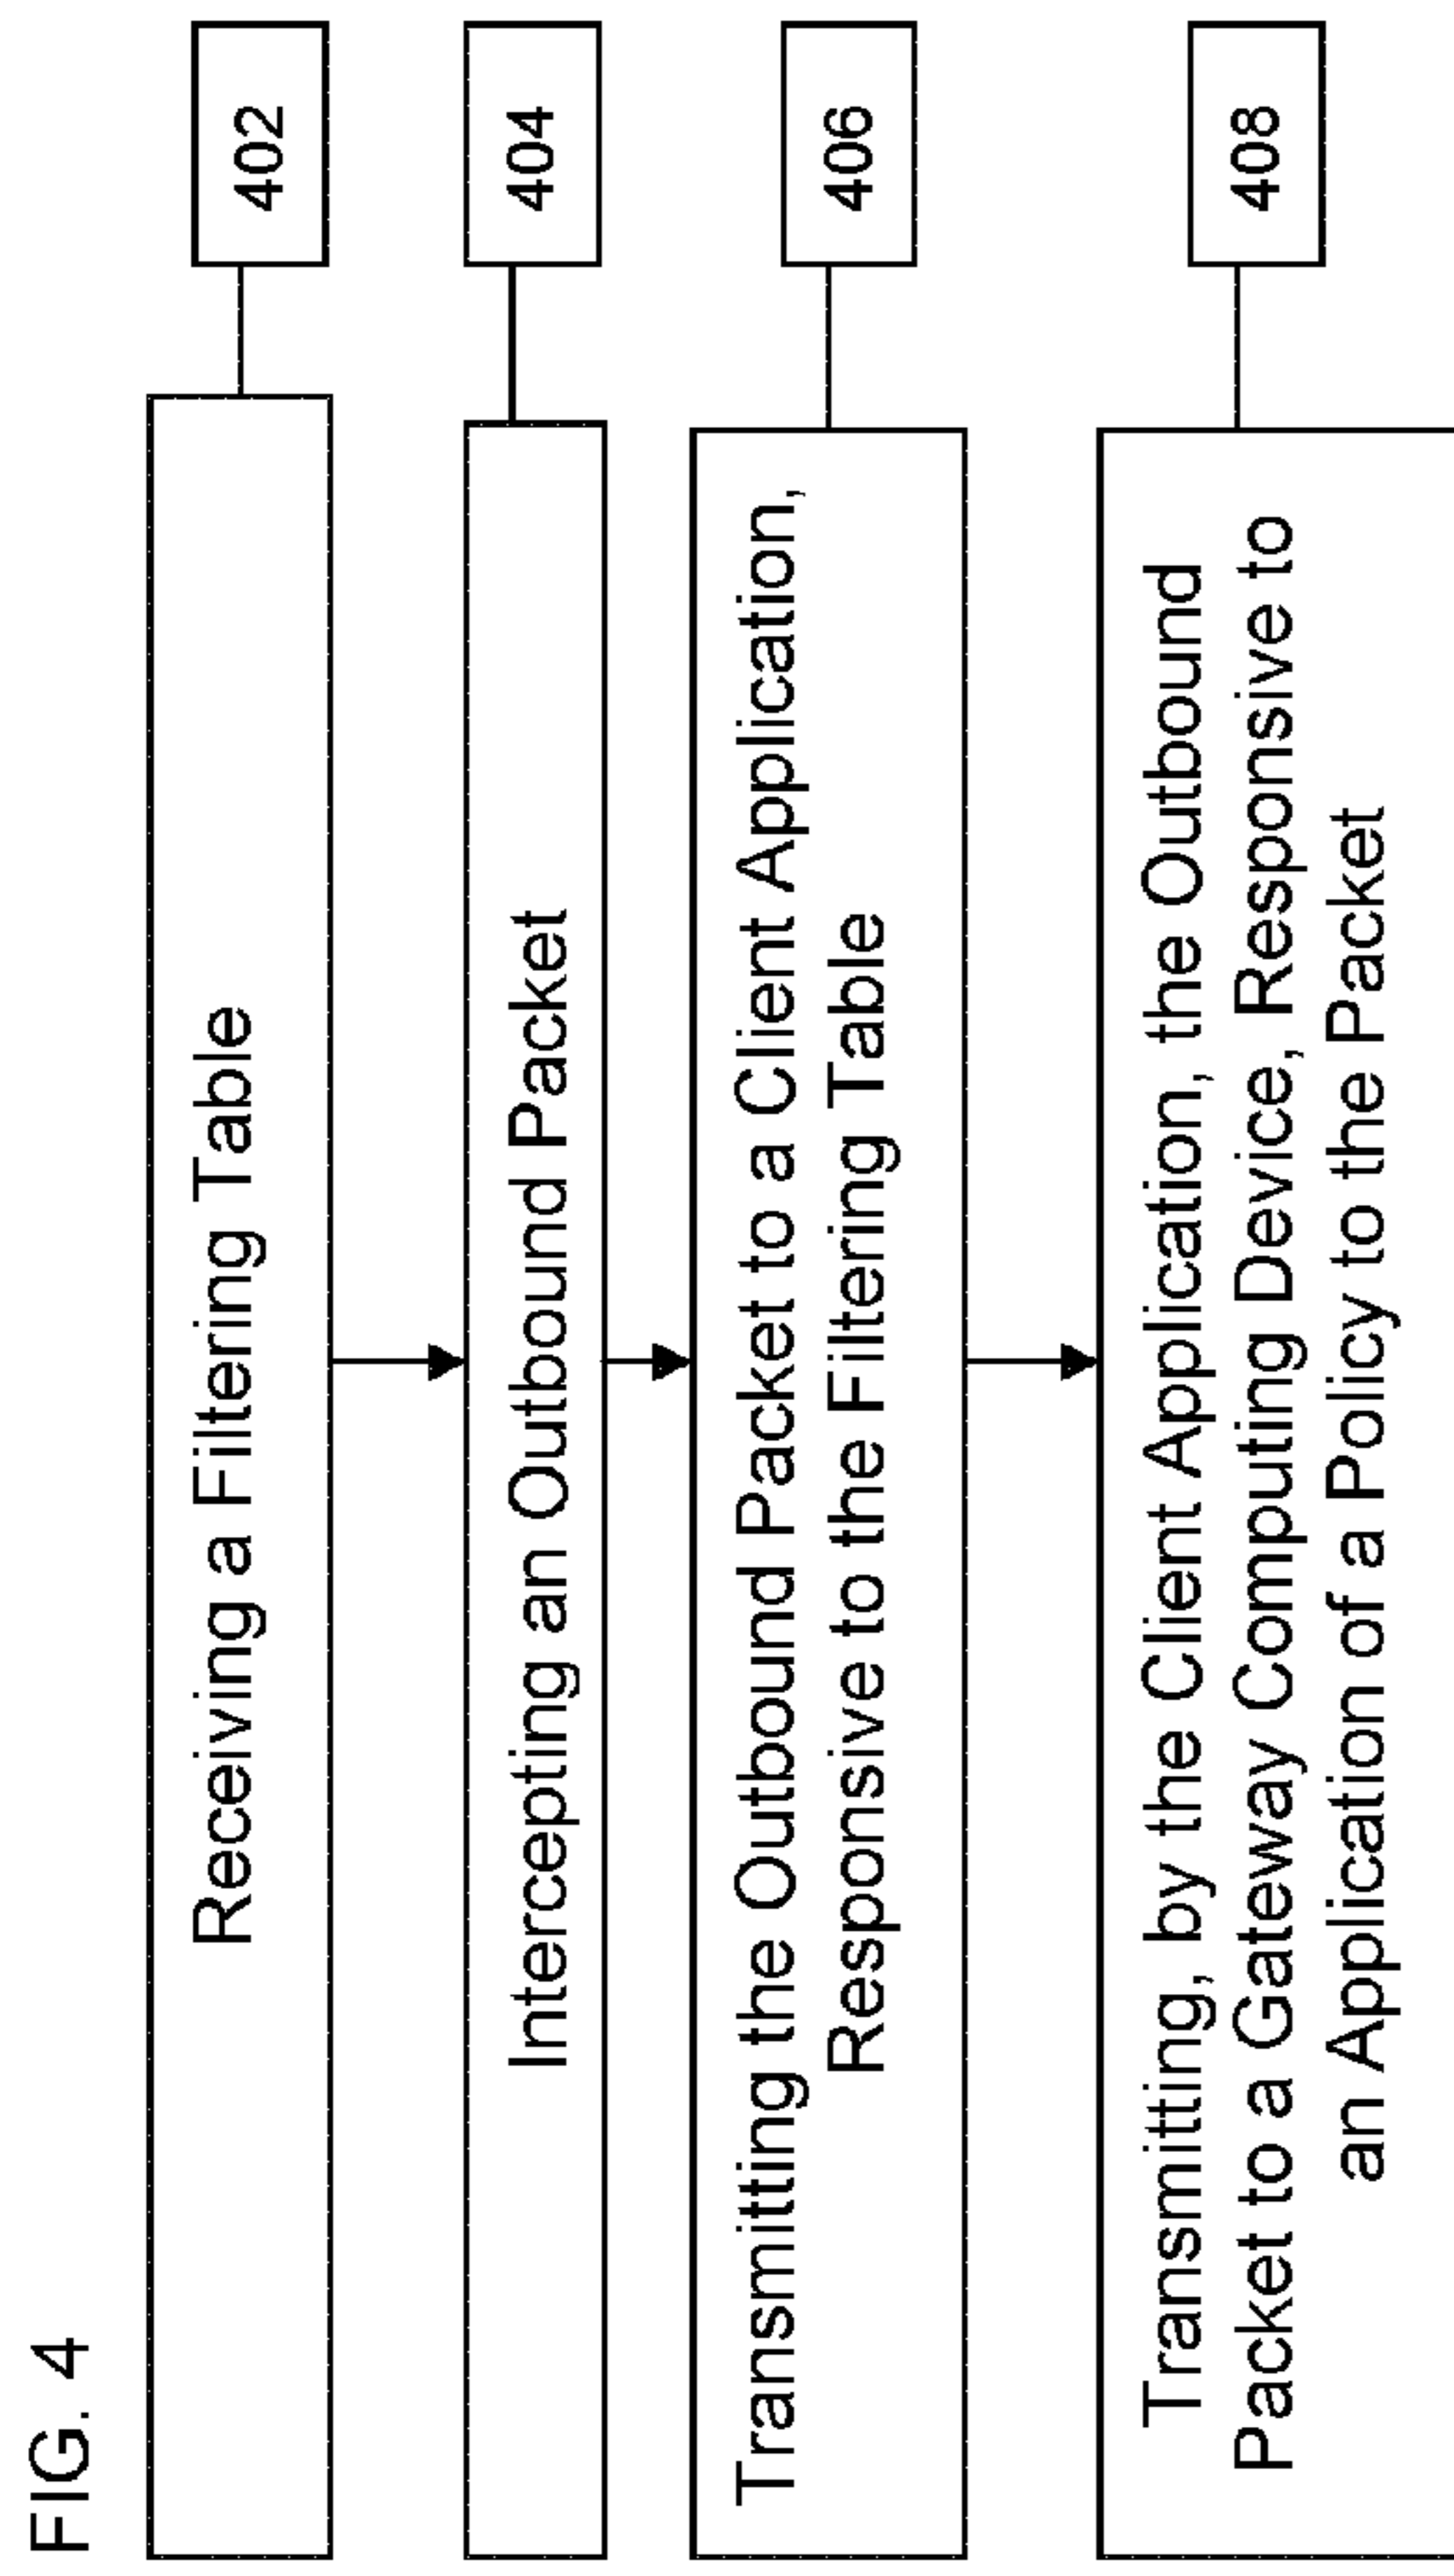 FIG. 4
Receiving a Filtering Table
402
Intercepting an Outbound Packet
404
Transmitting the Outbound Packet to a Client Application,
Responsive to the Filtering Table
406
Transmitting, by the Client Application, the Outbound
Packet to a Gateway Computing Device, Responsive to
an Application of a Policy to the Packet
408